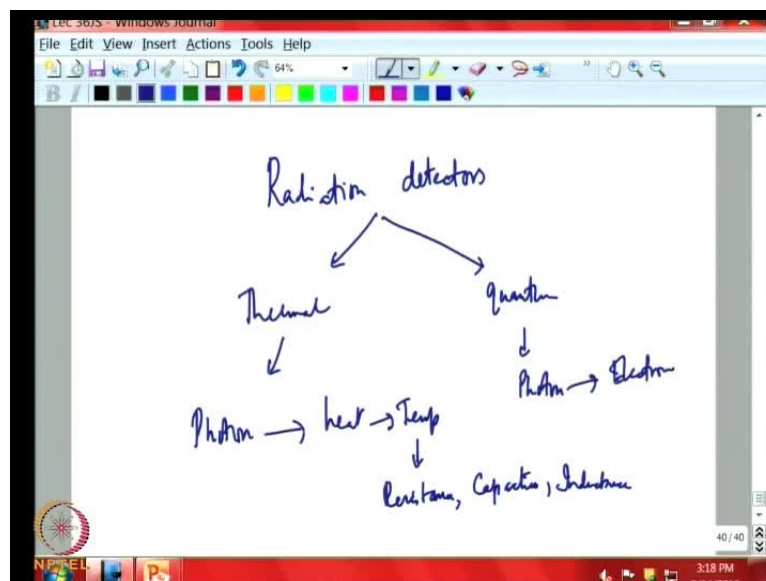 Lec 36JS - Windows Journal
File Edit View Insert Actions Tools Help
64%
B I
Radiation detectors
Thermal quantum
Photon → Electron
Photon → heat → Temp
Resistance, Capacitive, Inductance
40 / 40
NPTEL
3:18 PM